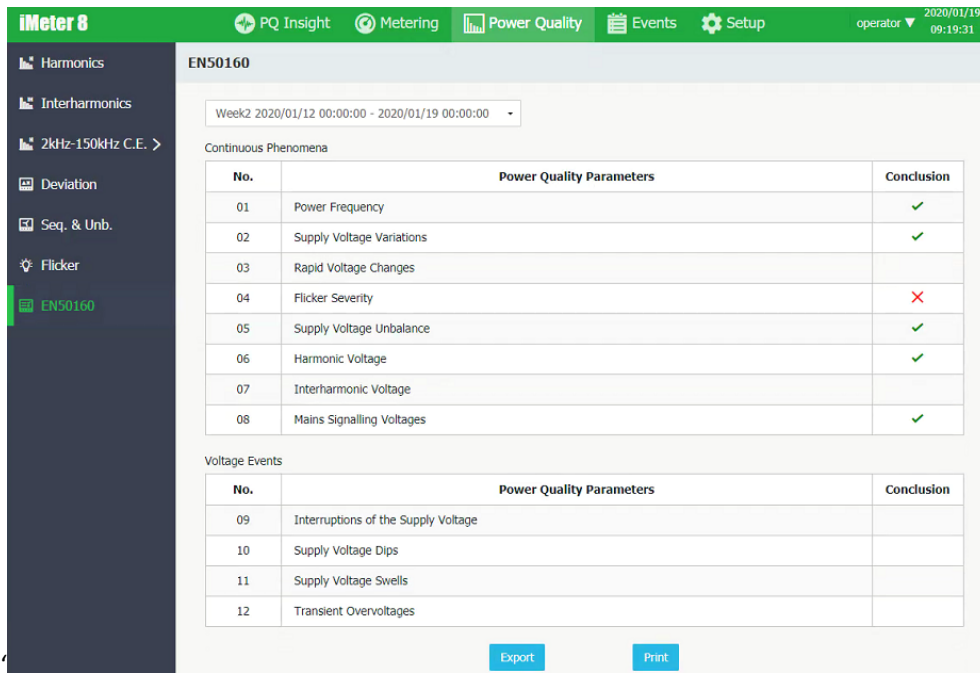 iMeter 8
PQ Insight Metering Power Quality Events Setup operator ▼ 2020/01/19
09:19:31
Harmonics
Interharmonics
2kHz-150kHz C.E. >
Deviation
Seq. & Unb.
Flicker
EN50160
EN50160
Week2 2020/01/12 00:00:00 - 2020/01/19 00:00:00
Continuous Phenomena
No. Power Quality Parameters Conclusion
01 Power Frequency ✓
02 Supply Voltage Variations ✓
03 Rapid Voltage Changes
04 Flicker Severity ✕
05 Supply Voltage Unbalance ✓
06 Harmonic Voltage ✓
07 Interharmonic Voltage
08 Mains Signalling Voltages ✓
Voltage Events
No. Power Quality Parameters Conclusion
09 Interruptions of the Supply Voltage
10 Supply Voltage Dips
11 Supply Voltage Swells
12 Transient Overvoltages
Export Print
‘